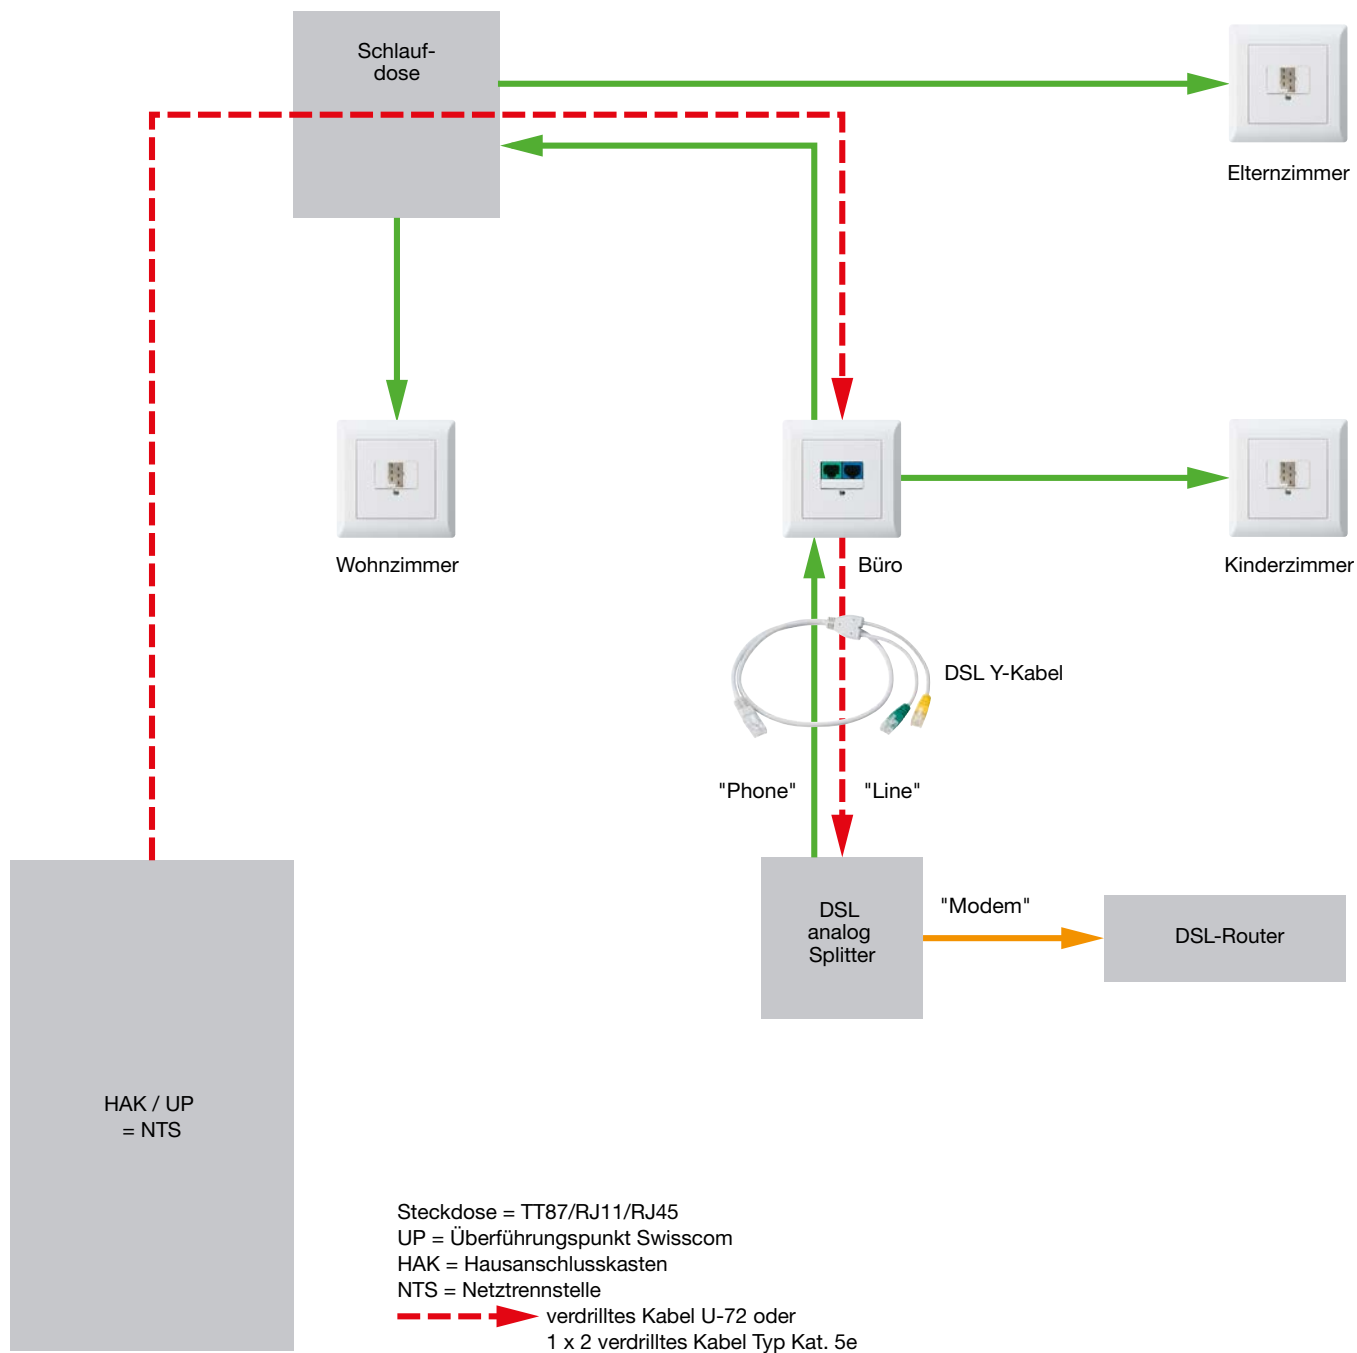 Schlauf-
dose
Elternzimmer
Wohnzimmer
Büro
Kinderzimmer
DSL Y-Kabel
"Phone"
"Line"
DSL
analog
Splitter
"Modem"
DSL-Router
HAK / UP
= NTS
Steckdose = TT87/RJ11/RJ45
UP = Überführungspunkt Swisscom
HAK = Hausanschlusskasten
NTS = Netztrennstelle
verdrilltes Kabel U-72 oder
1 x 2 verdrilltes Kabel Typ Kat. 5e